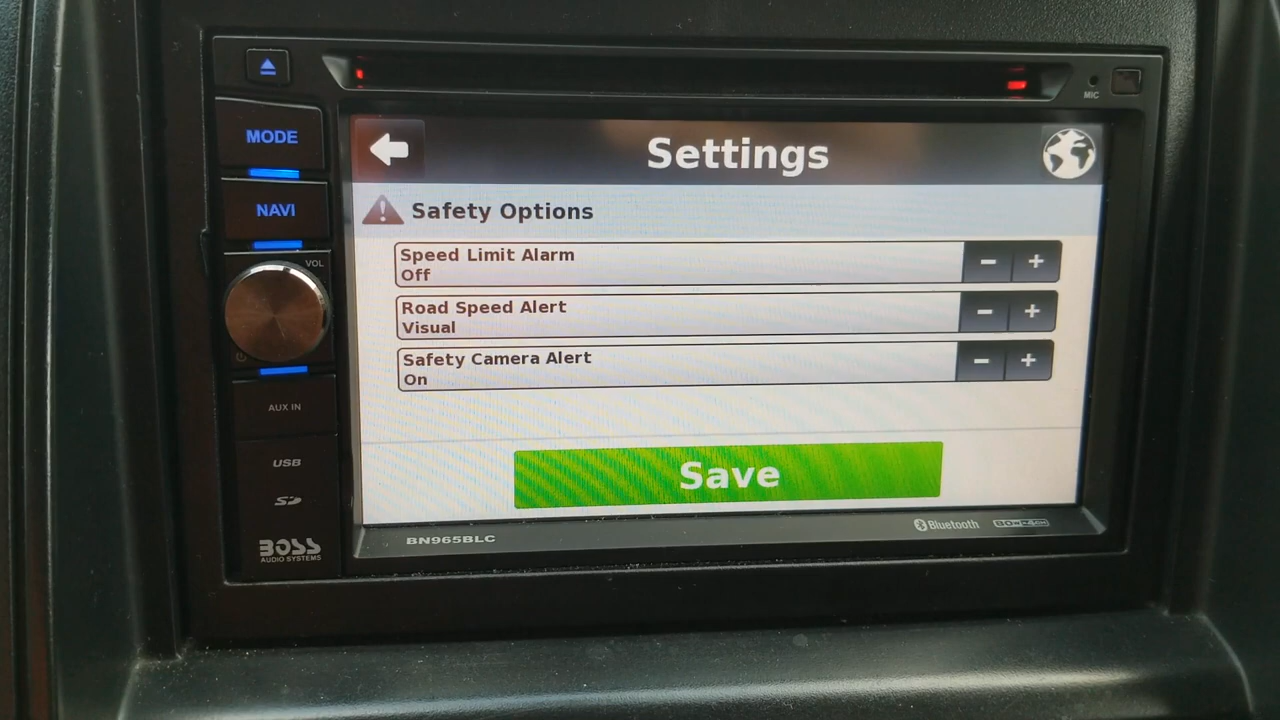 MIC
MODE
NAVI
VOL
AUX IN
USB
SD
BOSS
AUDIO SYSTEMS
Settings
Safety Options
Speed Limit Alarm
Off
- +
Road Speed Alert
Visual
- +
Safety Camera Alert
On
- +
Save
BN965BLC
Bluetooth